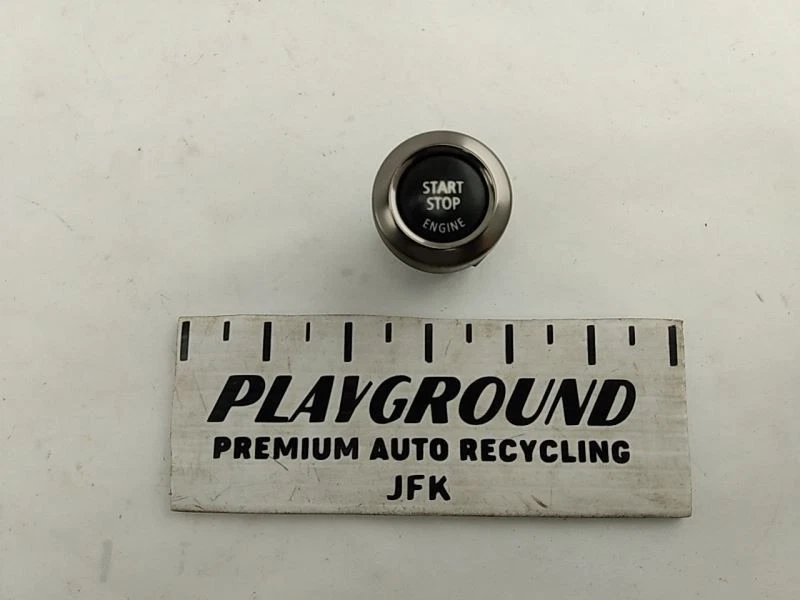 START
STOP
ENGINE
PLAYGROUND
PREMIUM AUTO RECYCLING
JFK